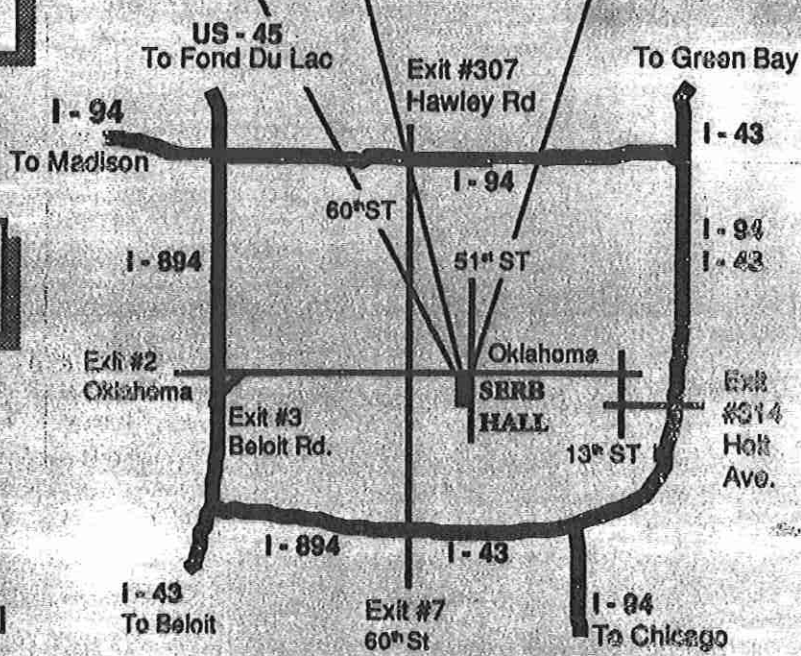 US - 45
To Fond Du Lac
Exit #307
Hawley Rd
To Green Bay
I - 94
To Madison
I - 43
I - 94
60th ST
I - 94
I - 43
I - 894
51st ST
Exit #2
Oklahoma
Oklahoma
SERB
HALL
Exit #3
Beloit Rd.
Exit
#314
Holt
Ave.
13th ST
I - 894
I - 43
I - 43
To Beloit
Exit #7
60th St
I - 94
To Chicago